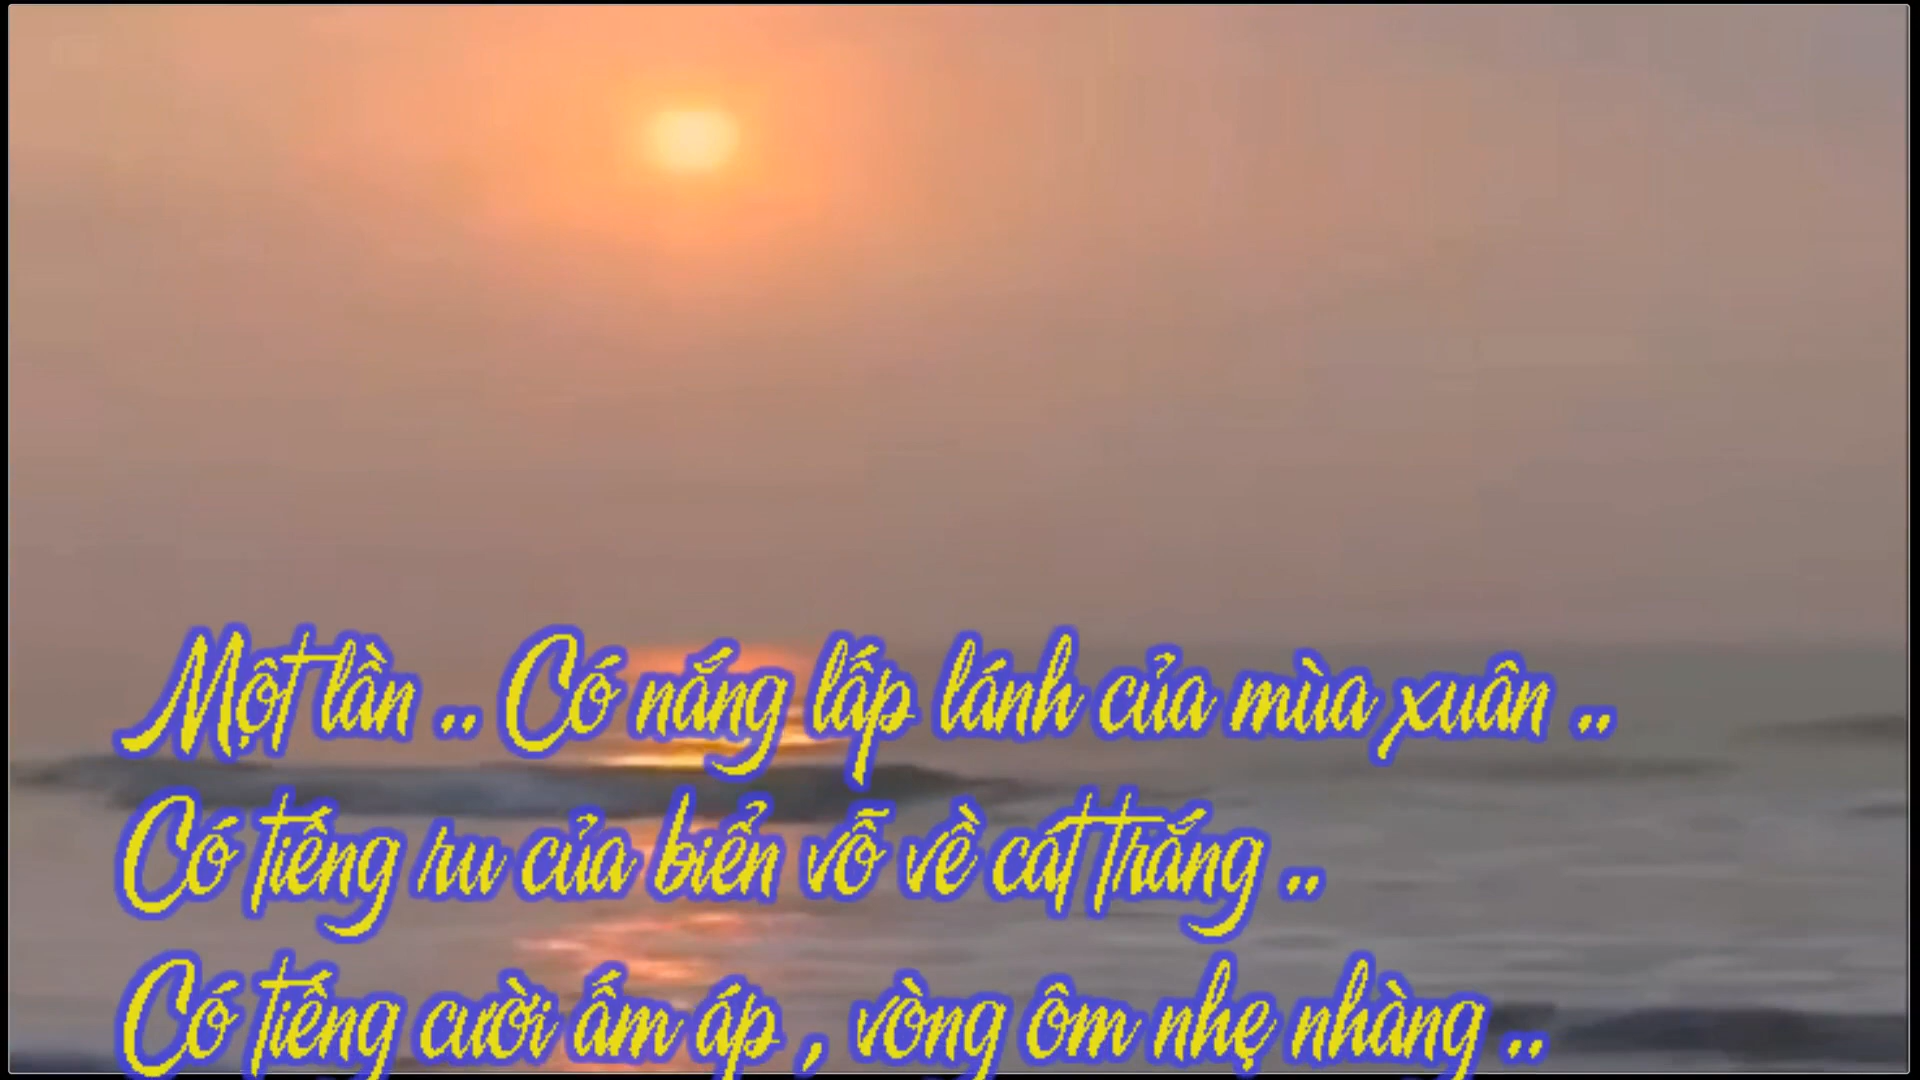 Một lần .. Có nắng lấp lánh của mùa xuân ..
Có tiếng ru của biển vỗ về cát trắng ..
Có tiếng cười ấm áp , vòng ôm nhẹ nhàng ..